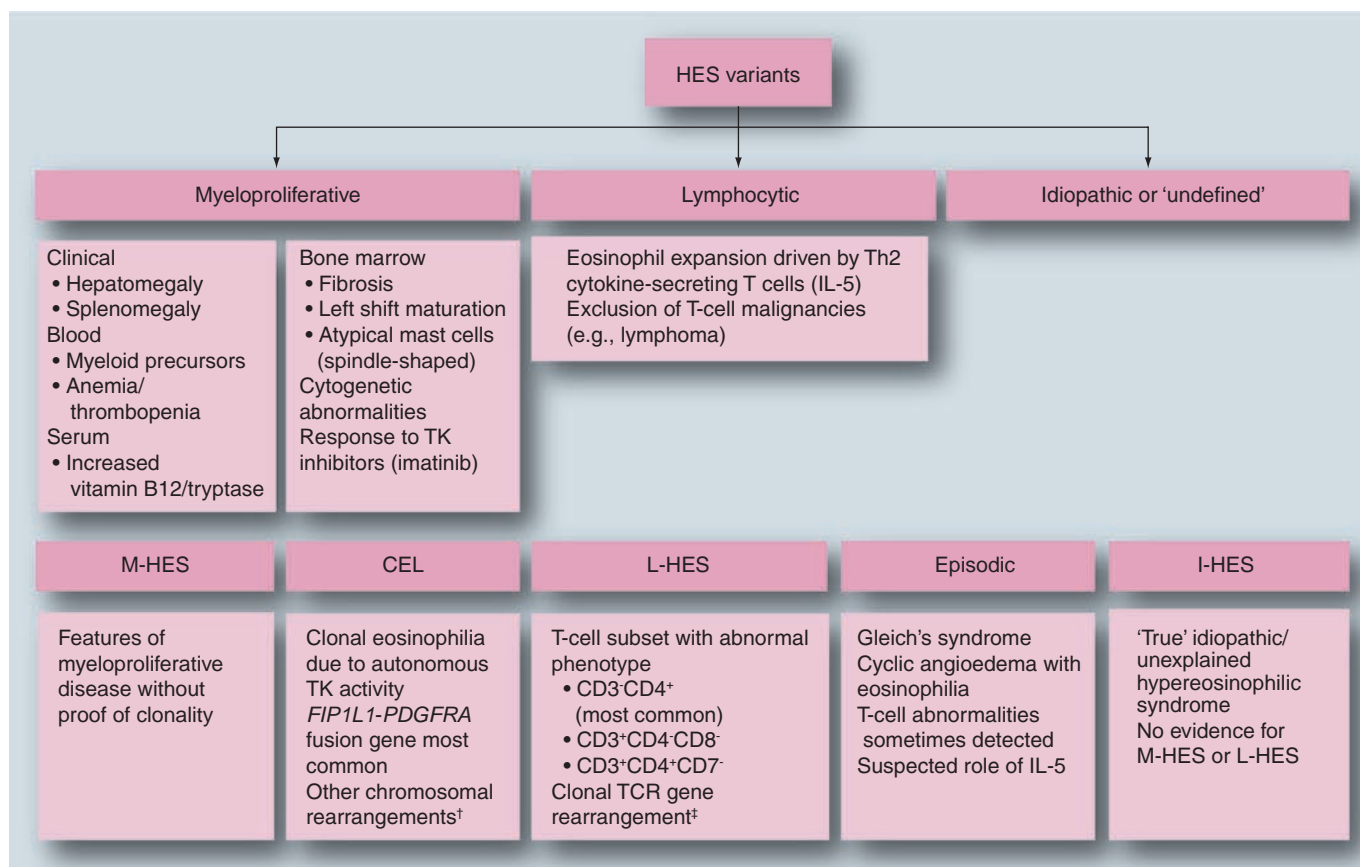 HES variants
Myeloproliferative
Lymphocytic
Idiopathic or ‘undefined’
Clinical
• Hepatomegaly
• Splenomegaly
Blood
• Myeloid precursors
• Anemia/
thrombopenia
Serum
• Increased
vitamin B12/tryptase
Bone marrow
• Fibrosis
• Left shift maturation
• Atypical mast cells
(spindle-shaped)
Cytogenetic
abnormalities
Response to TK
inhibitors (imatinib)
Eosinophil expansion driven by Th2
cytokine-secreting T cells (IL-5)
Exclusion of T-cell malignancies
(e.g., lymphoma)
M-HES
CEL
L-HES
Episodic
I-HES
Features of
myeloproliferative
disease without
proof of clonality
Clonal eosinophilia
due to autonomous
TK activity
FIP1L1-PDGFRA
fusion gene most
common
Other chromosomal
rearrangements†
T-cell subset with abnormal
phenotype
• CD3⁻CD4⁺
(most common)
• CD3⁺CD4⁻CD8⁻
• CD3⁺CD4⁺CD7⁻
Clonal TCR gene
rearrangement‡
Gleich’s syndrome
Cyclic angioedema with
eosinophilia
T-cell abnormalities
sometimes detected
Suspected role of IL-5
‘True’ idiopathic/
unexplained
hypereosinophilic
syndrome
No evidence for
M-HES or L-HES